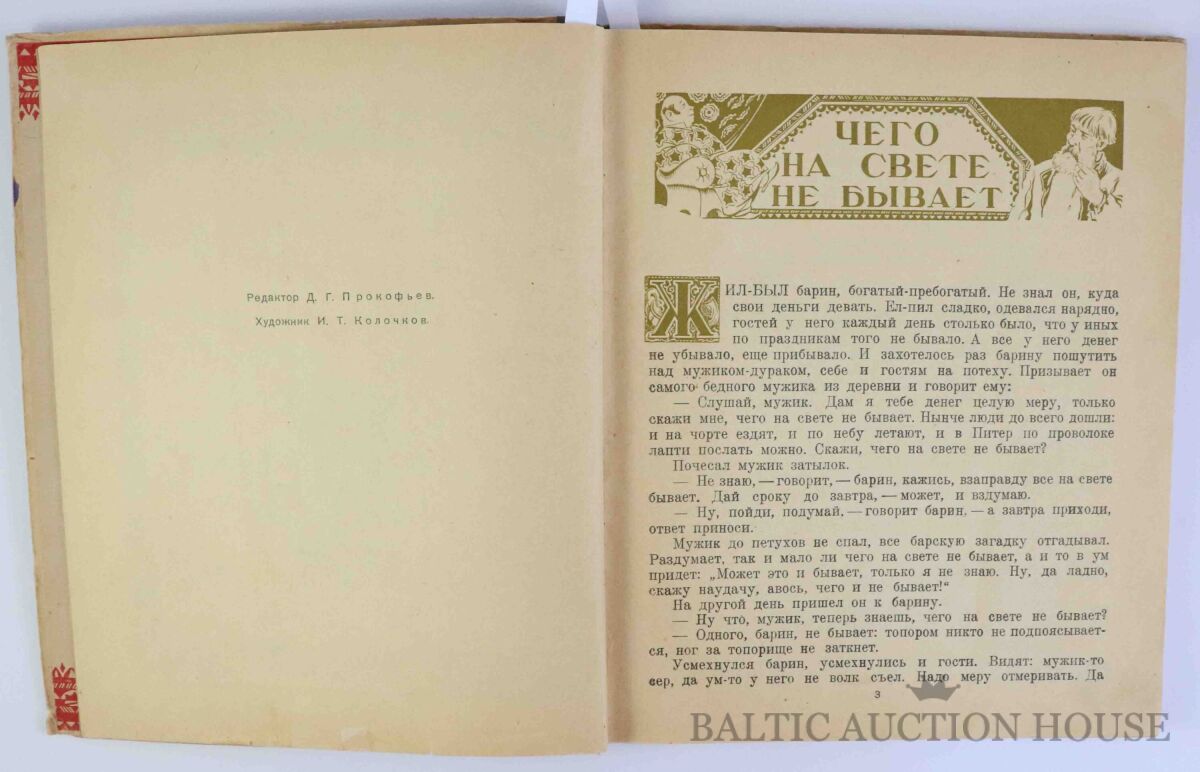 Редактор Д. Г. Прокофьев.
Художник И. Т. Колочков.
ЧЕГО
НА СВЕТЕ
НЕ БЫВАЕТ
ЖИЛ-БЫЛ барин, богатый-пребогатый. Не знал он, куда
свои деньги девать. Ел-пил сладко, одевался нарядно,
гостей у него каждый день столько было, что у иных
по праздникам того не бывало. А все у него денег
не убывало, еще прибывало. И захотелось раз барину пошутить
над мужиком-дураком, себе и гостям на потеху. Призывает он
самого бедного мужика из деревни и говорит ему:
— Слушай, мужик. Дам я тебе денег целую меру, только
скажи мне, чего на свете не бывает. Нынче люди до всего дошли:
и на чорте ездят, и по небу летают, и в Питер по проволоке
лапти послать можно. Скажи, чего на свете не бывает?
Почесал мужик затылок.
— Не знаю, — говорит, — барин, кажись, взаправду все на свете
бывает. Дай сроку до завтра, — может, и вздумаю.
— Ну, пойди, подумай, — говорит барин, — а завтра приходи,
ответ приноси.
Мужик до петухов не спал, все барскую загадку отгадывал.
Раздумает, так и мало ли чего на свете не бывает, а и то в ум
придет: „Может это и бывает, только я не знаю. Ну, да ладно,
скажу наудачу, авось, чего и не бывает!“
На другой день пришел он к барину.
— Ну что, мужик, теперь знаешь, чего на свете не бывает?
— Одного, барин, не бывает: топором никто не подпоясывает-
ся, ног за топорище не заткнет.
Усмехнулся барин, усмехнулись и гости. Видят: мужик-то
сер, да ум-то у него не волк съел. Надо меру отмеривать. Да
3
BALTIC AUCTION HOUSE